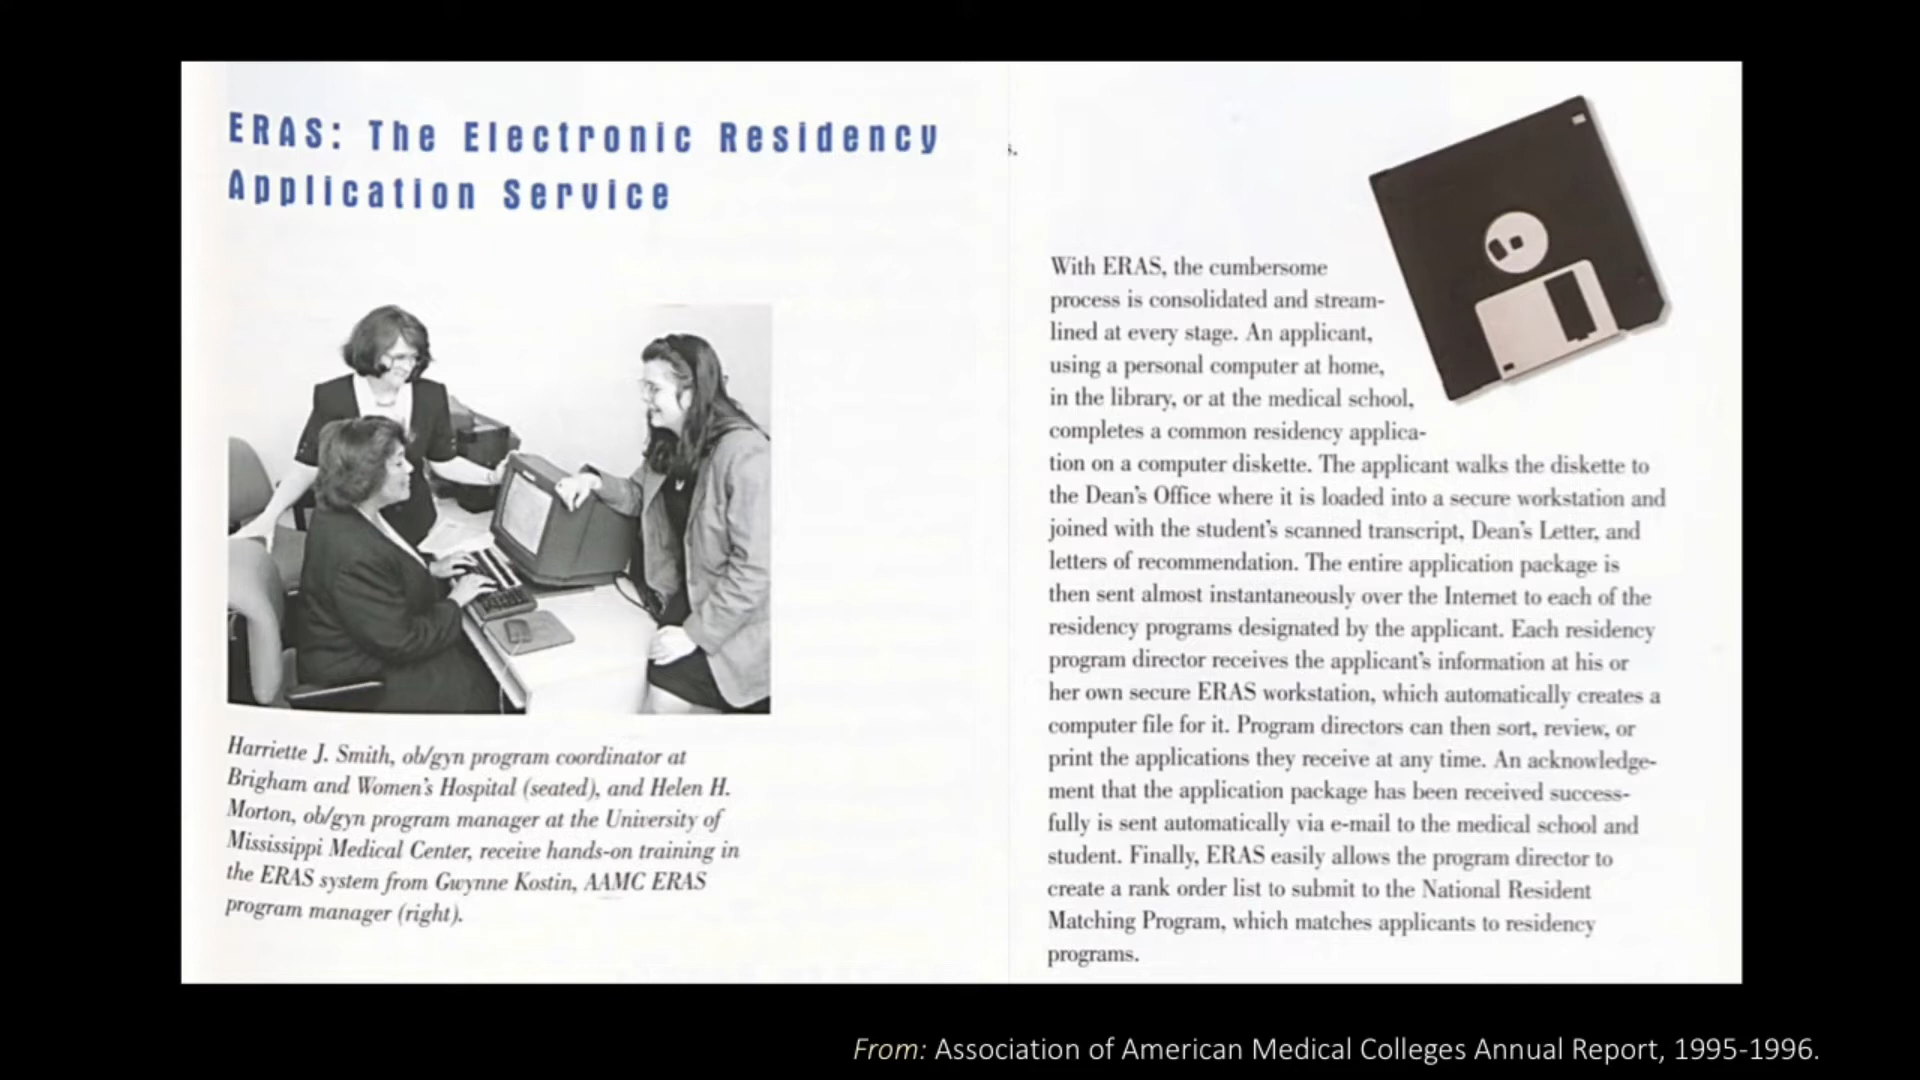 ERAS: The Electronic Residency
Application Service
Harriette J. Smith, ob/gyn program coordinator at
Brigham and Women's Hospital (seated), and Helen H.
Morton, ob/gyn program manager at the University of
Mississippi Medical Center, receive hands-on training in
the ERAS system from Gwynne Kostin, AAMC ERAS
program manager (right).
s.
With ERAS, the cumbersome
process is consolidated and stream-
lined at every stage. An applicant,
using a personal computer at home,
in the library, or at the medical school,
completes a common residency applica-
tion on a computer diskette. The applicant walks the diskette to
the Dean's Office where it is loaded into a secure workstation and
joined with the student's scanned transcript, Dean's Letter, and
letters of recommendation. The entire application package is
then sent almost instantaneously over the Internet to each of the
residency programs designated by the applicant. Each residency
program director receives the applicant's information at his or
her own secure ERAS workstation, which automatically creates a
computer file for it. Program directors can then sort, review, or
print the applications they receive at any time. An acknowledge-
ment that the application package has been received success-
fully is sent automatically via e-mail to the medical school and
student. Finally, ERAS easily allows the program director to
create a rank order list to submit to the National Resident
Matching Program, which matches applicants to residency
programs.
From: Association of American Medical Colleges Annual Report, 1995-1996.